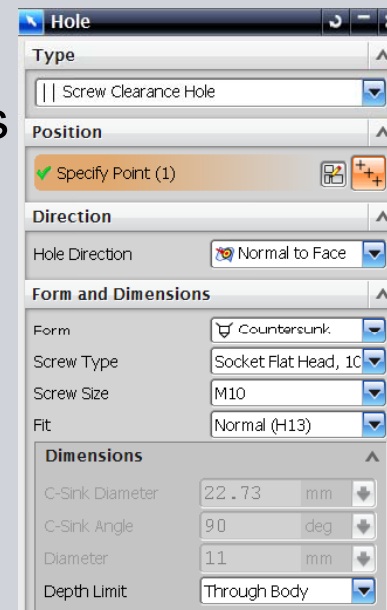 Hole
Type
Screw Clearance Hole
s
Position
Specify Point (1)
Direction
Hole Direction Normal to Face
Form and Dimensions
Form Countersunk
Screw Type Socket Flat Head, 10
Screw Size M10
Fit Normal (H13)
Dimensions
C-Sink Diameter 22.73 mm
C-Sink Angle 90 deg
Diameter 11 mm
Depth Limit Through Body